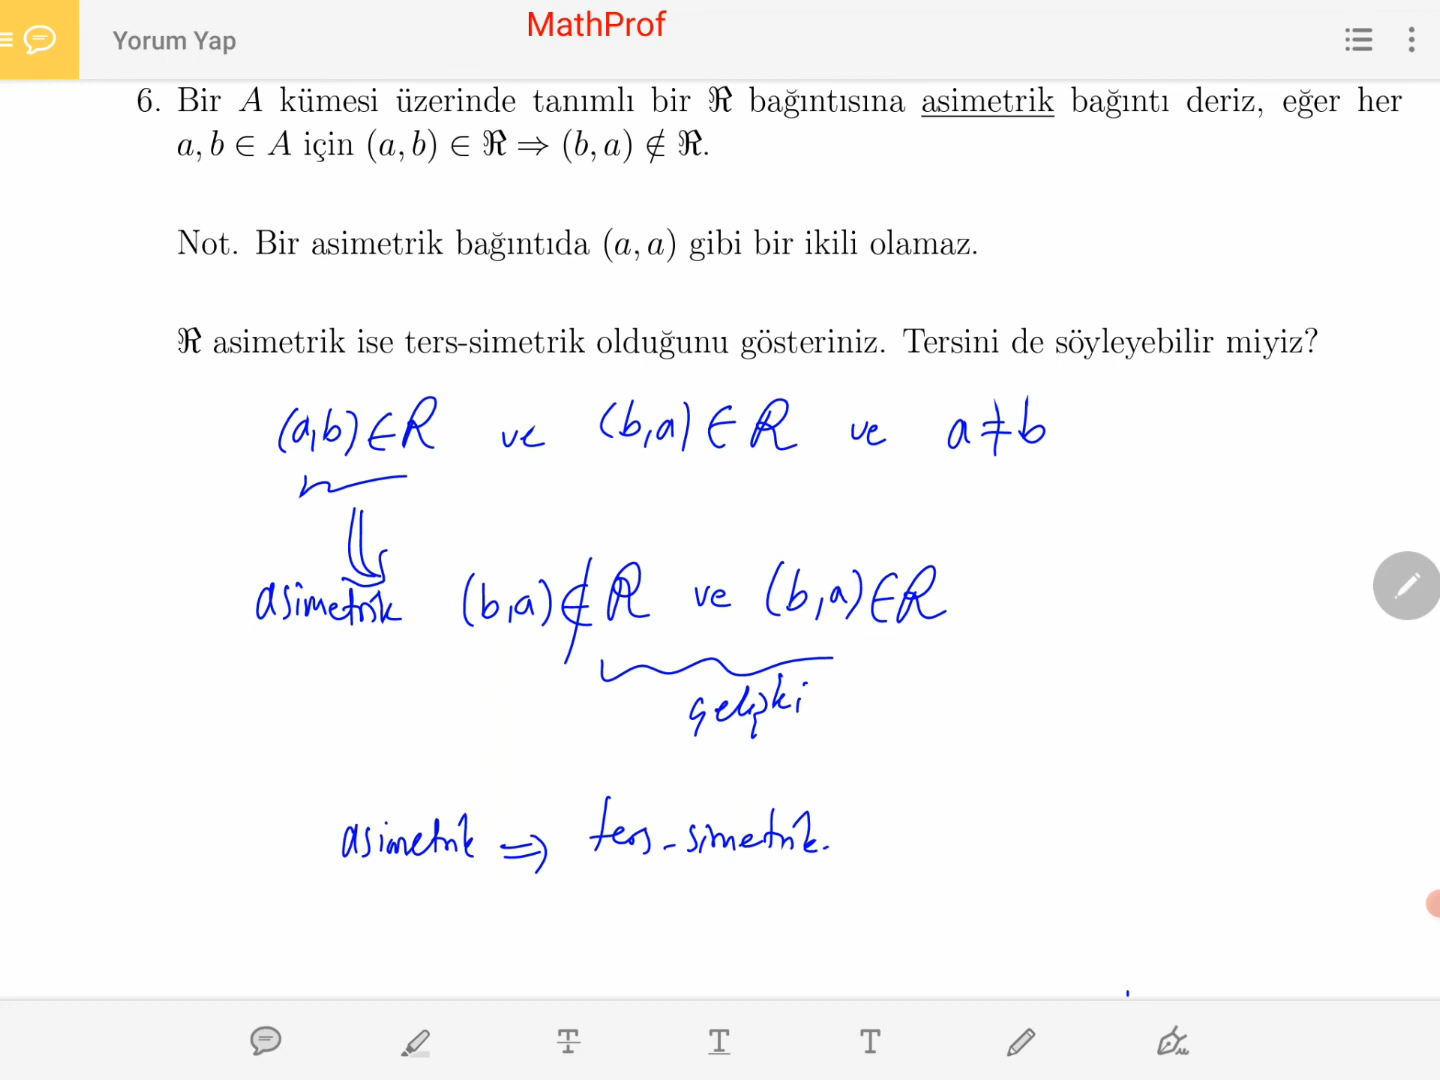 MathProf
Yorum Yap
6. Bir A kümesi üzerinde tanımlı bir ℜ bağıntısına asimetrik bağıntı deriz, eğer her
a, b ∈ A için (a, b) ∈ ℜ ⇒ (b, a) ∉ ℜ.
Not. Bir asimetrik bağıntıda (a, a) gibi bir ikili olamaz.
ℜ asimetrik ise ters-simetrik olduğunu gösteriniz. Tersini de söyleyebilir miyiz?
(a,b) ∈ R ve (b,a) ∈ R ve a ≠ b
⇓
asimetrik (b,a) ∉ R ve (b,a) ∈ R
çelişki
asimetrik ⇒ ters-simetrik.
T T T